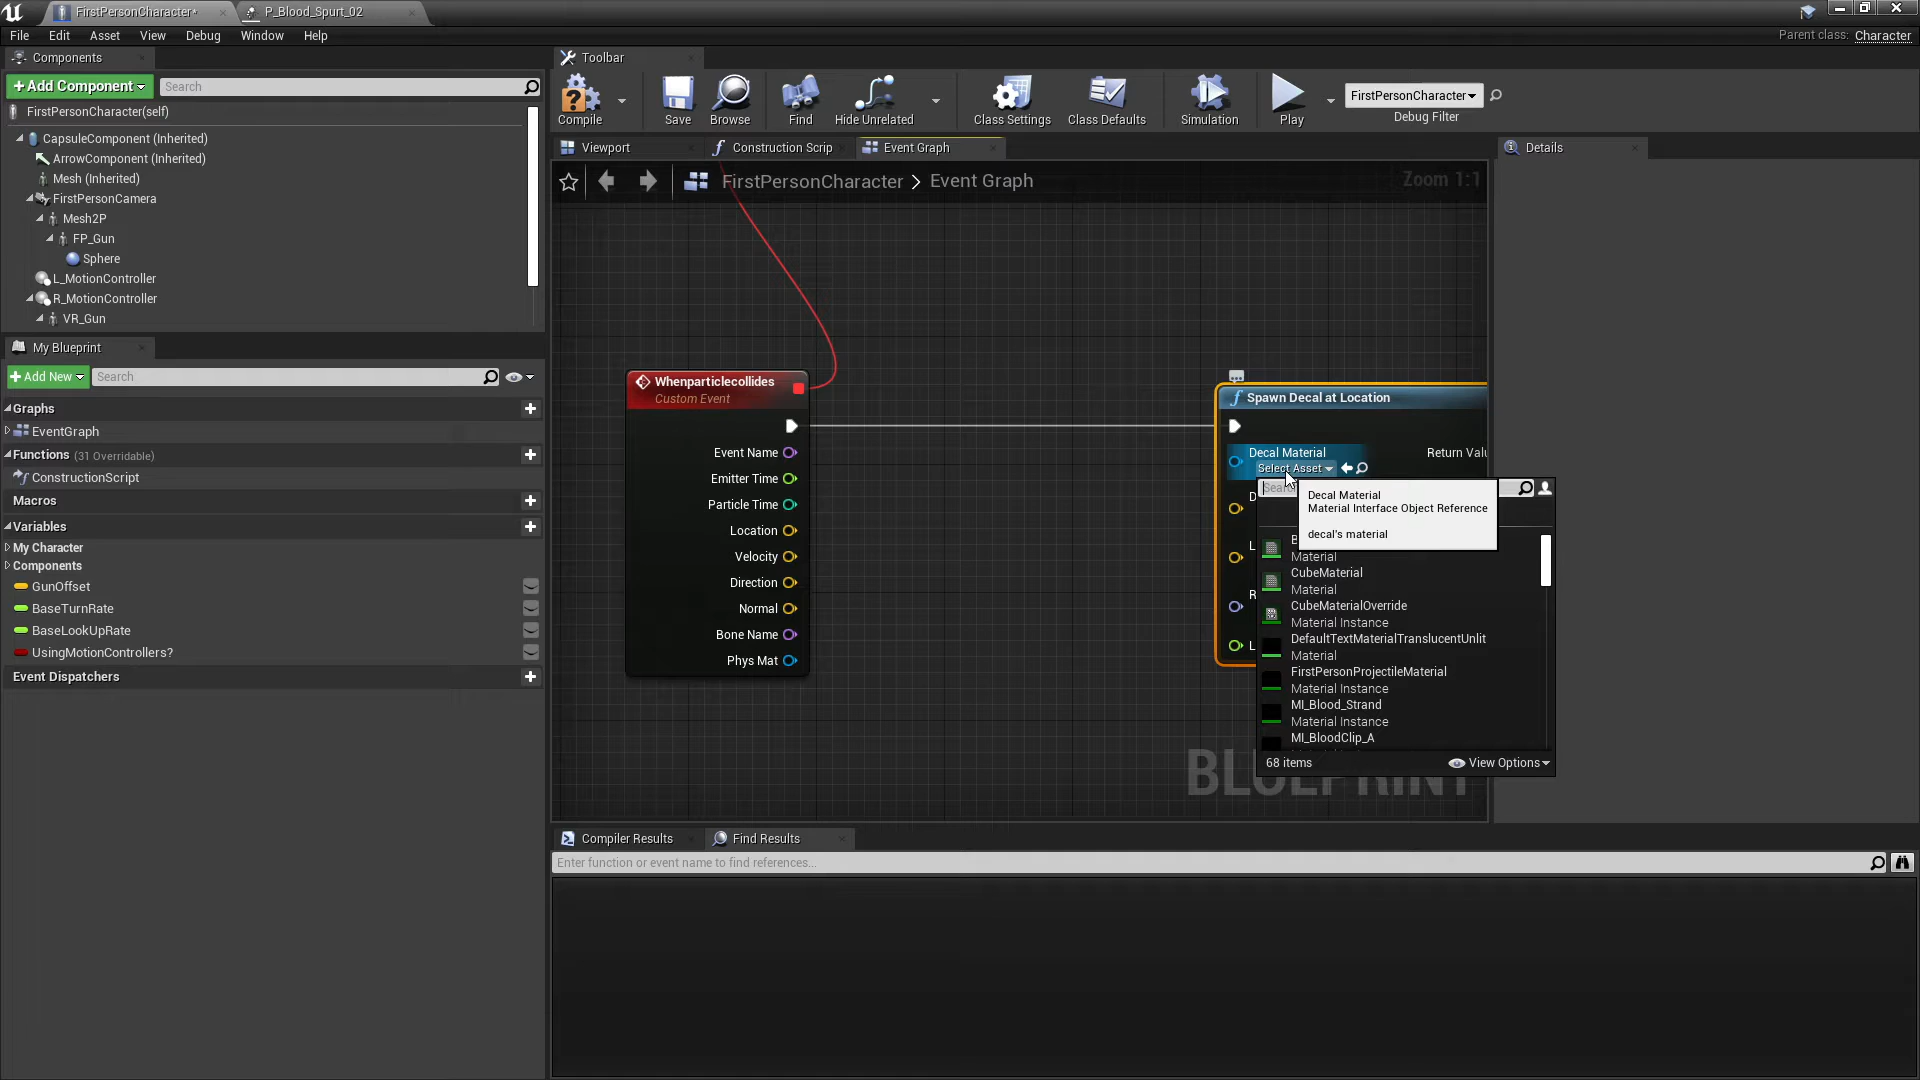 FirstPersonCharacter*
P_Blood_Spurt_02
File Edit Asset View Debug Window Help
Parent class: Character
Components
Toolbar
+Add Component
Search
FirstPersonCharacter(self)
CapsuleComponent (Inherited)
ArrowComponent (Inherited)
Mesh (Inherited)
FirstPersonCamera
Mesh2P
FP_Gun
Sphere
L_MotionController
R_MotionController
VR_Gun
Compile
Save
Browse
Find
Hide Unrelated
Class Settings
Class Defaults
Simulation
Play
FirstPersonCharacter
Debug Filter
Viewport
Construction Scrip
Event Graph
Details
FirstPersonCharacter > Event Graph
Zoom 1:1
My Blueprint
+Add New
Search
Graphs
EventGraph
Functions (31 Overridable)
ConstructionScript
Macros
Variables
My Character
Components
GunOffset
BaseTurnRate
BaseLookUpRate
UsingMotionControllers?
Event Dispatchers
Whenparticlecollides
Custom Event
Event Name
Emitter Time
Particle Time
Location
Velocity
Direction
Normal
Bone Name
Phys Mat
Spawn Decal at Location
Decal Material
Select Asset
Return Valu
D
L
R
L
Decal Material
Material Interface Object Reference
decal's material
Material
CubeMaterial
Material
CubeMaterialOverride
Material Instance
DefaultTextMaterialTranslucentUnlit
Material
FirstPersonProjectileMaterial
Material Instance
MI_Blood_Strand
Material Instance
MI_BloodClip_A
68 items
View Options
BLUEPRINT
Compiler Results
Find Results
Enter function or event name to find references...